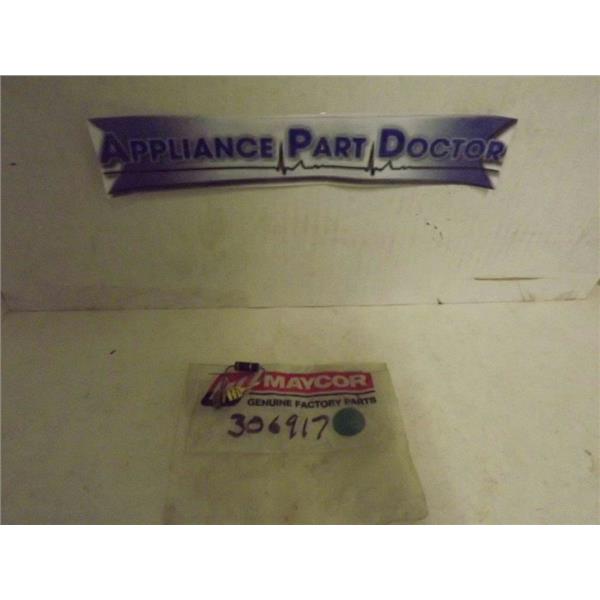 APPLIANCE PART DOCTOR
MAYCOR
GENUINE FACTORY PARTS
306917